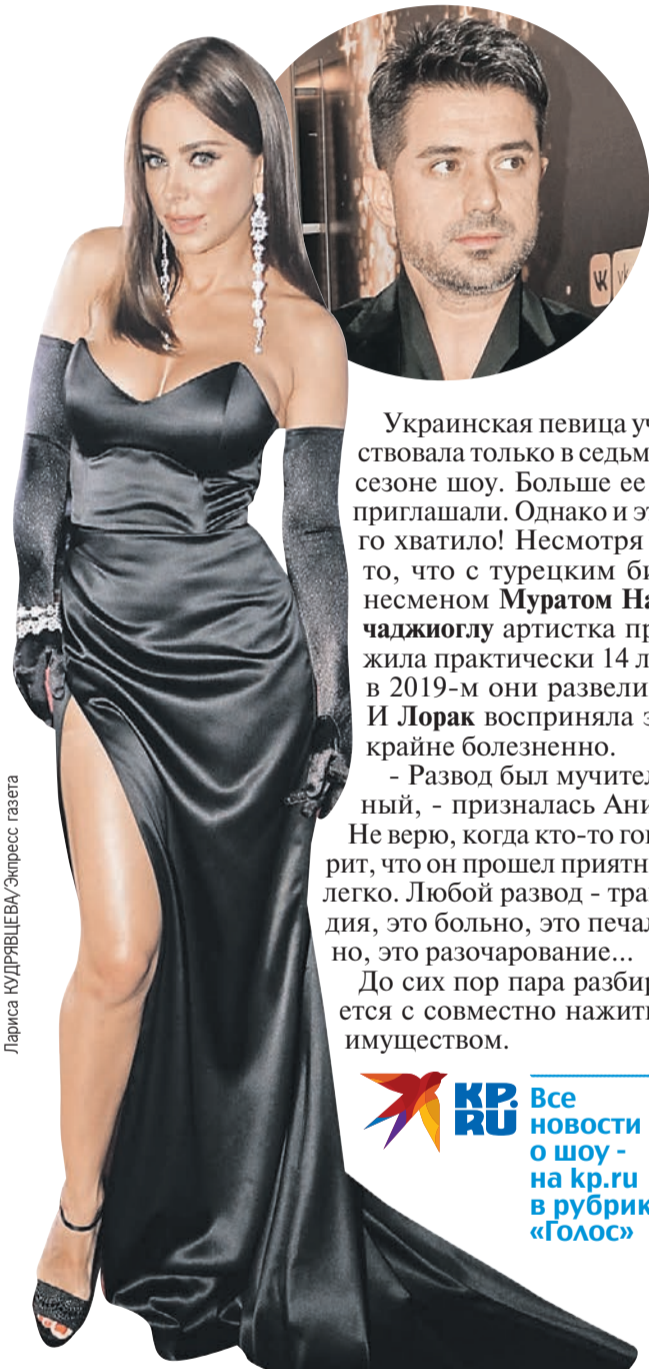 Украинская певица уч
ствовала только в седьм
сезоне шоу. Больше ее
приглашали. Однако и эт
го хватило! Несмотря
то, что с турецким би
несменом Муратом На
чаджиоглу артистка пр
жила практически 14 л
в 2019-м они развели
И Лорак восприняла э
крайне болезненно.
- Развод был мучител
ный, - призналась Ани
Не верю, когда кто-то гов
рит, что он прошел приятн
легко. Любой развод - тра
дия, это больно, это печал
но, это разочарование...
До сих пор пара разбир
ется с совместно нажит
имуществом.
KP.
RU
Все
новости
о шоу -
на kp.ru
в рубрик
«Голос»
Лариса КУДРЯВЦЕВА/Экпресс газета